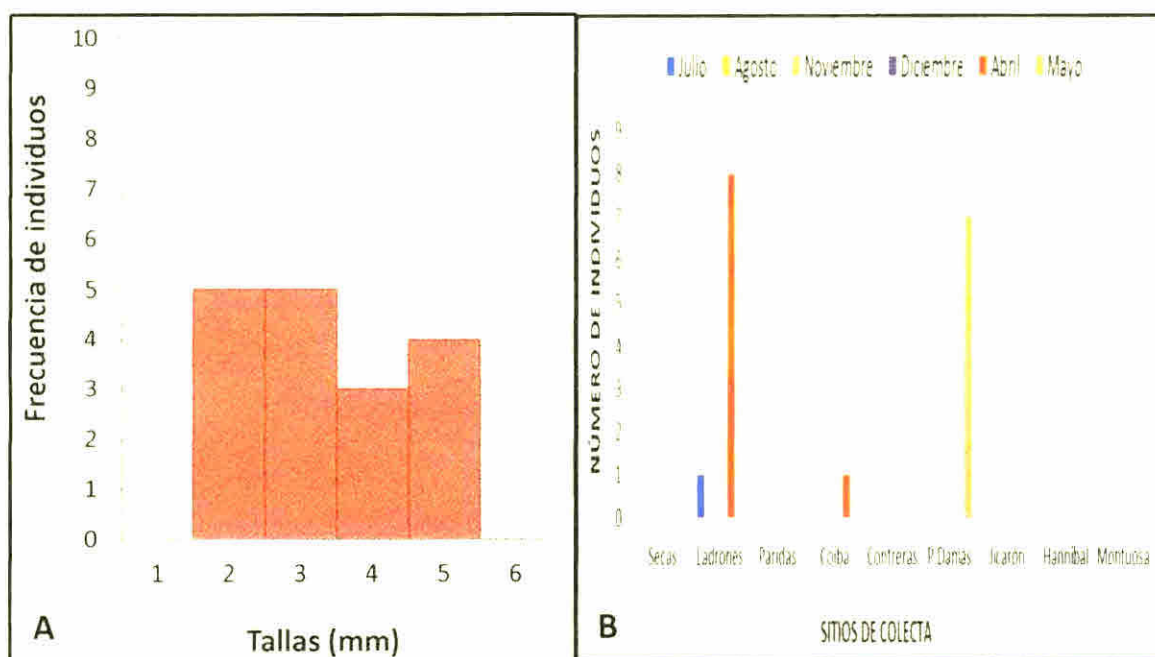 10
9
8
7
6
5
4
3
2
1
0
Frecuencia de individuos
1 2 3 4 5 6
A
Tallas (mm)
Julio Agosto Noviembre Diciembre Abril Mayo
NÚMERO DE INDIVIDUOS
9
8
7
6
5
4
3
2
1
0
Secas Ladrones Paridas Coiba Contreras P.Damas Jicarón Hannibal Montuosa
B
SITIOS DE COLECTA